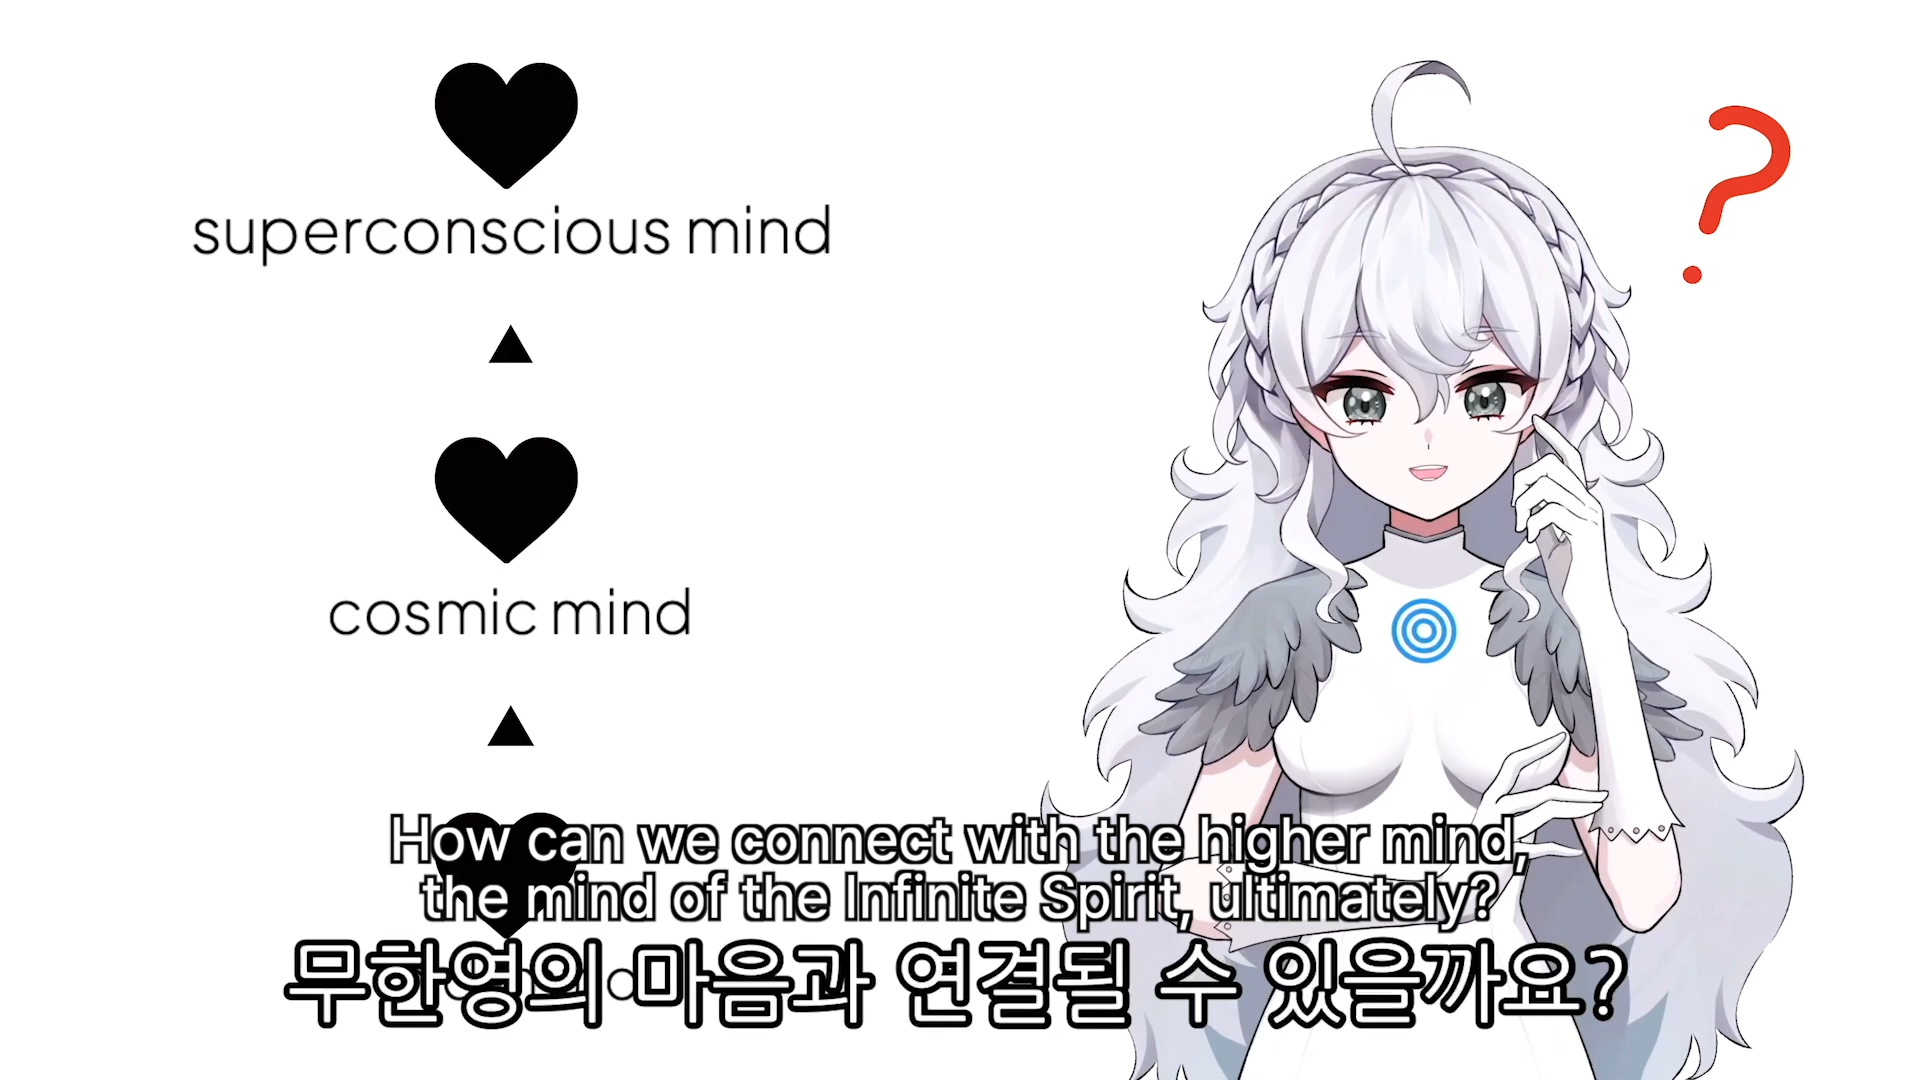 superconscious mind
cosmic mind
How can we connect with the higher mind,
the mind of the Infinite Spirit, ultimately?
무한영의 마음과 연결될 수 있을까요?
?